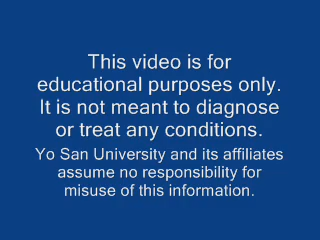 This video is for
educational purposes only.
It is not meant to diagnose
or treat any conditions.
Yo San University and its affiliates
assume no responsibility for
misuse of this information.